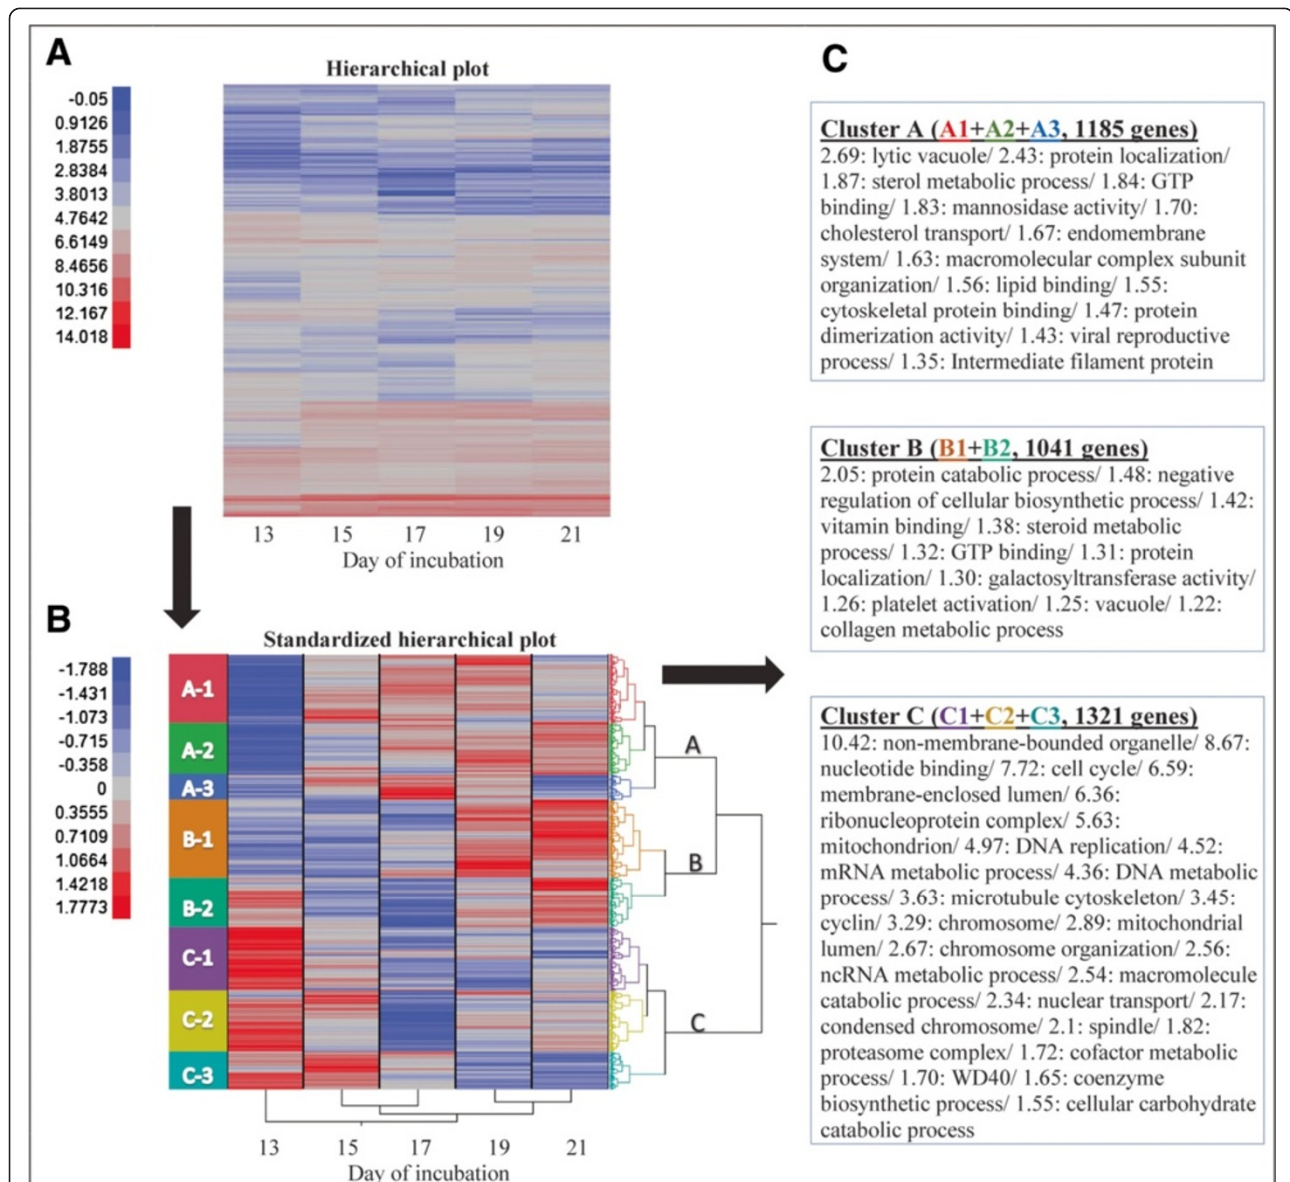 A
Hierarchical plot
-0.05
0.9126
1.8755
2.8384
3.8013
4.7642
6.6149
8.4656
10.316
12.167
14.018
13 15 17 19 21
Day of incubation
B
Standardized hierarchical plot
-1.788
-1.431
-1.073
-0.715
-0.358
0
0.3555
0.7109
1.0664
1.4218
1.7773
A-1
A-2
A-3
B-1
B-2
C-1
C-2
C-3
A
B
C
13 15 17 19 21
Day of incubation
C
Cluster A (A1+A2+A3, 1185 genes)
2.69: lytic vacuole/ 2.43: protein localization/
1.87: sterol metabolic process/ 1.84: GTP
binding/ 1.83: mannosidase activity/ 1.70:
cholesterol transport/ 1.67: endomembrane
system/ 1.63: macromolecular complex subunit
organization/ 1.56: lipid binding/ 1.55:
cytoskeletal protein binding/ 1.47: protein
dimerization activity/ 1.43: viral reproductive
process/ 1.35: Intermediate filament protein
Cluster B (B1+B2, 1041 genes)
2.05: protein catabolic process/ 1.48: negative
regulation of cellular biosynthetic process/ 1.42:
vitamin binding/ 1.38: steroid metabolic
process/ 1.32: GTP binding/ 1.31: protein
localization/ 1.30: galactosyltransferase activity/
1.26: platelet activation/ 1.25: vacuole/ 1.22:
collagen metabolic process
Cluster C (C1+C2+C3, 1321 genes)
10.42: non-membrane-bounded organelle/ 8.67:
nucleotide binding/ 7.72: cell cycle/ 6.59:
membrane-enclosed lumen/ 6.36:
ribonucleoprotein complex/ 5.63:
mitochondrion/ 4.97: DNA replication/ 4.52:
mRNA metabolic process/ 4.36: DNA metabolic
process/ 3.63: microtubule cytoskeleton/ 3.45:
cyclin/ 3.29: chromosome/ 2.89: mitochondrial
lumen/ 2.67: chromosome organization/ 2.56:
ncRNA metabolic process/ 2.54: macromolecule
catabolic process/ 2.34: nuclear transport/ 2.17:
condensed chromosome/ 2.1: spindle/ 1.82:
proteasome complex/ 1.72: cofactor metabolic
process/ 1.70: WD40/ 1.65: coenzyme
biosynthetic process/ 1.55: cellular carbohydrate
catabolic process